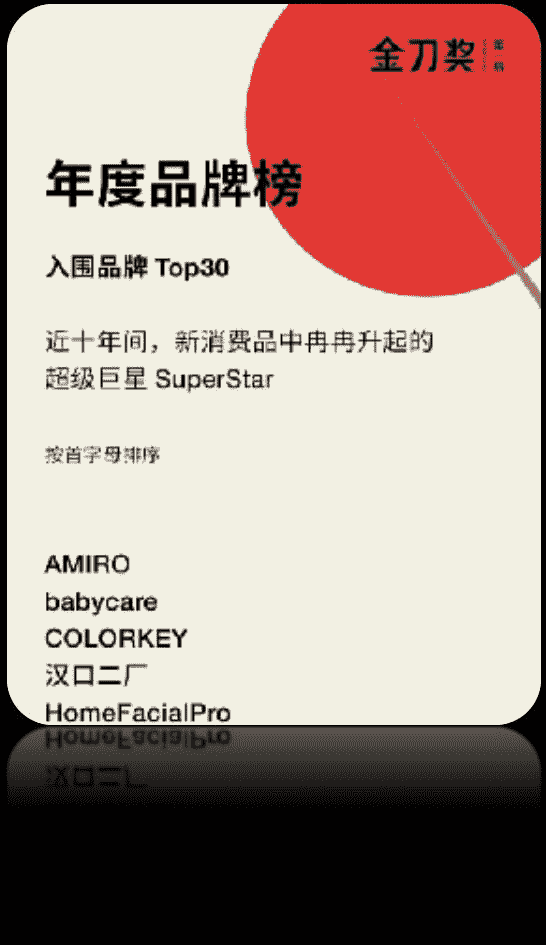 金刀奖
年度品牌榜
入围品牌 Top30
近十年间，新消费品中冉冉升起的
超级巨星 SuperStar
按首字母排序
AMIRO
babycare
COLORKEY
汉口二厂
HomeFacialPro